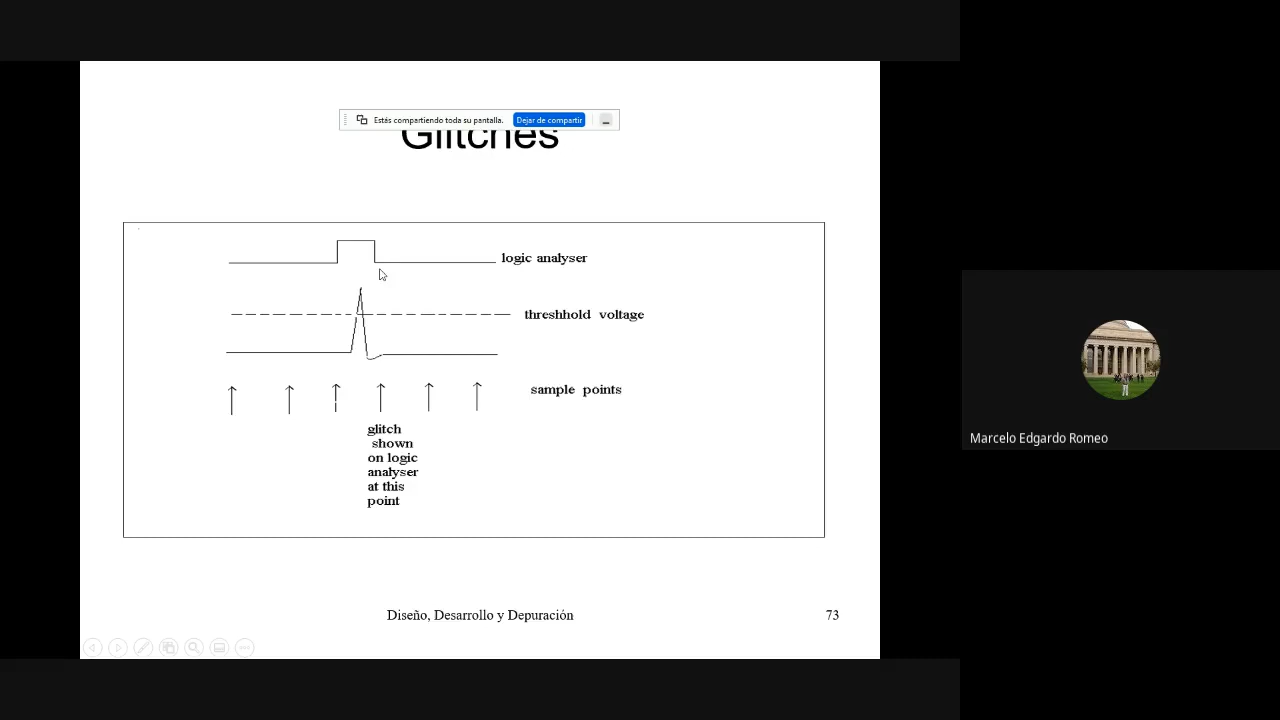 Estás compartiendo toda su pantalla. Dejar de compartir
Glitches
logic analyser
threshhold voltage
sample points
glitch
shown
on logic
analyser
at this
point
Marcelo Edgardo Romeo
Diseño, Desarrollo y Depuración 73